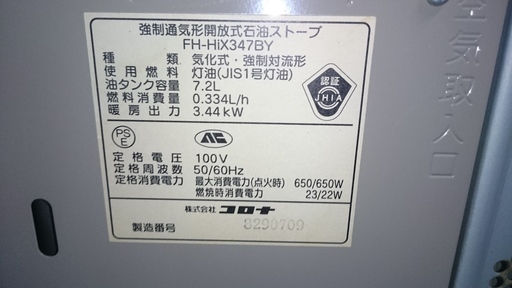 強制通気形開放式石油ストーブ
FH-HiX347BY
種類 気化式・強制対流形
使用燃料 灯油(JIS1号灯油)
油タンク容量 7.2L
燃料消費量 0.334L/h
暖房出力 3.44kW
認証
JHIA
PS
E
定格電圧 100V
定格周波数 50/60Hz
定格消費電力 最大消費電力(点火時) 650/650W
燃焼時消費電力 23/22W
株式会社 コロナ
製造番号 8290709
空気取入口